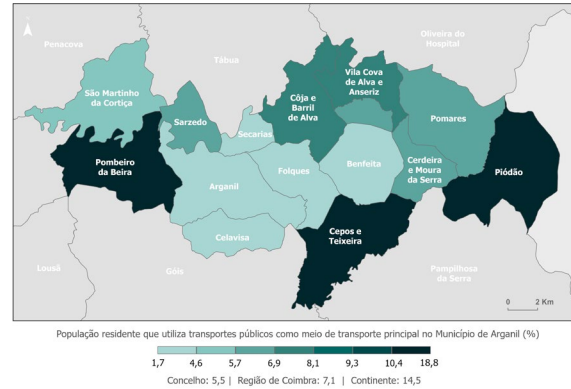 Oliveira do
Hospital
Penacova
Tábua
Vila Cova
de Alva e
Anseriz
São Martinho
da Cortiça
Côja e
Barril
de Alva
Pomares
Sarzedo
Secarias
Pombeiro
da Beira
Folques
Benfeita
Cerdeira
e Moura
da Serra
Piódão
Arganil
Celavisa
Cepos e
Teixeira
Lousã
Góis
Pampilhosa
da Serra
0 2 Km
População residente que utiliza transportes públicos como meio de transporte principal no Município de Arganil (%)
1,7 4,6 5,7 6,9 8,1 9,3 10,4 18,8
Concelho: 5,5 | Região de Coimbra: 7,1 | Continente: 14,5